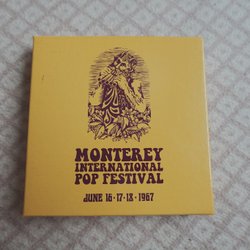 MONTEREY
INTERNATIONAL
POP FESTIVAL
JUNE 16·17·18·1967